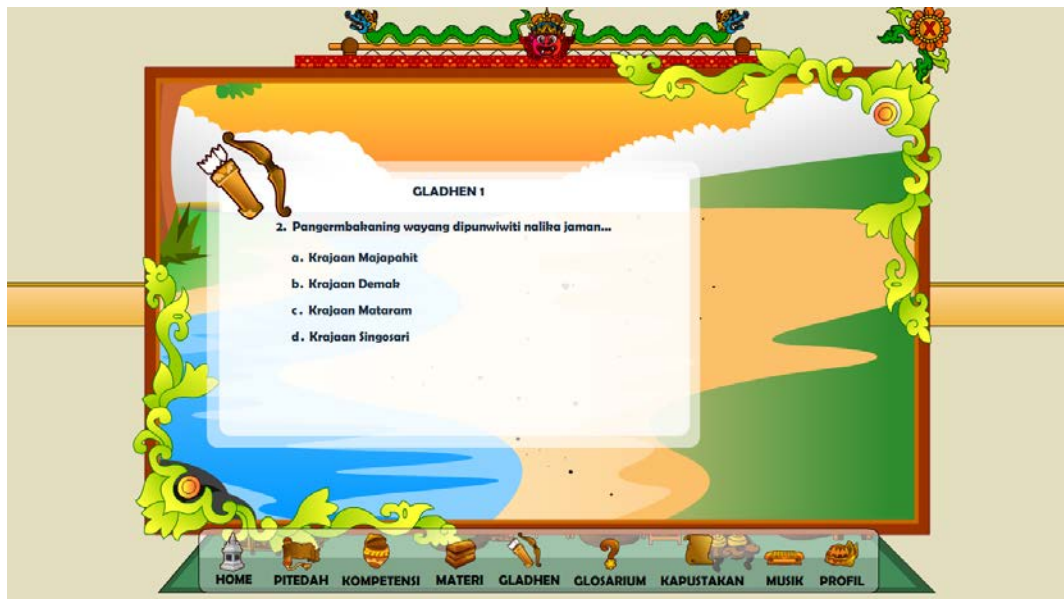 X
GLADHEN 1
2. Pangermbakaning wayang dipunwiwiti nalika jaman...
a. Krajaan Majapahit
b. Krajaan Demak
c. Krajaan Mataram
d. Krajaan Singosari
HOME PITEDAH KOMPETENSI MATERI GLADHEN GLOSARIUM KAPUSTAKAN MUSIK PROFIL